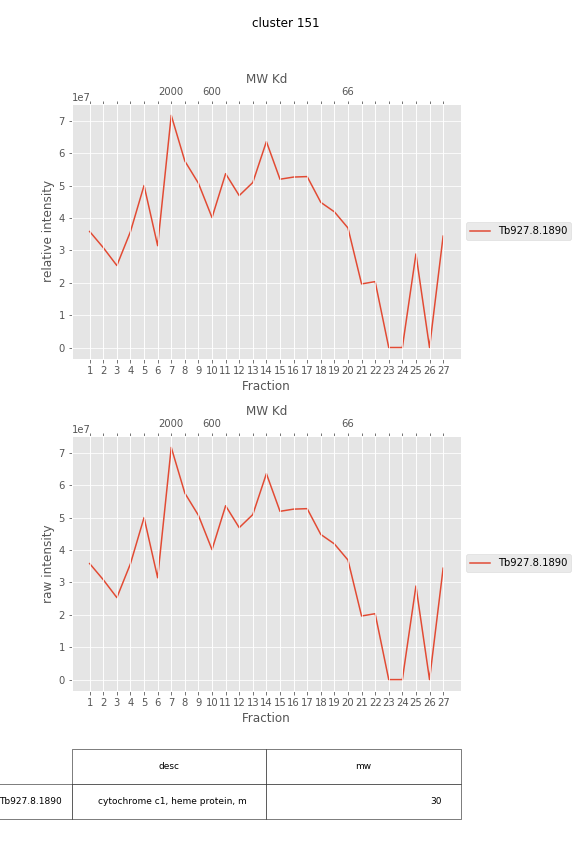 cluster 151
MW Kd
2000 600 66
1e7
7
6
5
4
3
2
1
0
relative intensity
Tb927.8.1890
1 2 3 4 5 6 7 8 9 10 11 12 13 14 15 16 17 18 19 20 21 22 23 24 25 26 27
Fraction
MW Kd
2000 600 66
1e7
7
6
5
4
3
2
1
0
raw intensity
Tb927.8.1890
1 2 3 4 5 6 7 8 9 10 11 12 13 14 15 16 17 18 19 20 21 22 23 24 25 26 27
Fraction
desc mw
Tb927.8.1890 cytochrome c1, heme protein, m 30